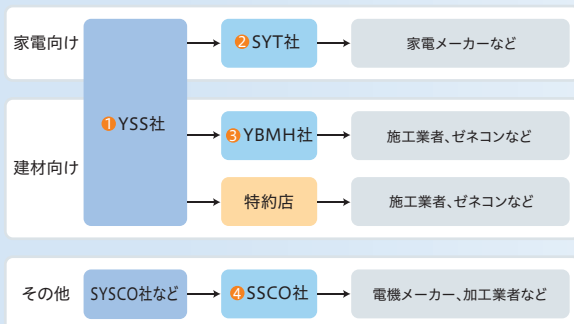 家電向け
❷SYT社
家電メーカーなど
❶YSS社
建材向け
❸YBMH社
施工業者、ゼネコンなど
特約店
施工業者、ゼネコンなど
その他
SYSCO社など
❹SSCO社
電機メーカー、加工業者など